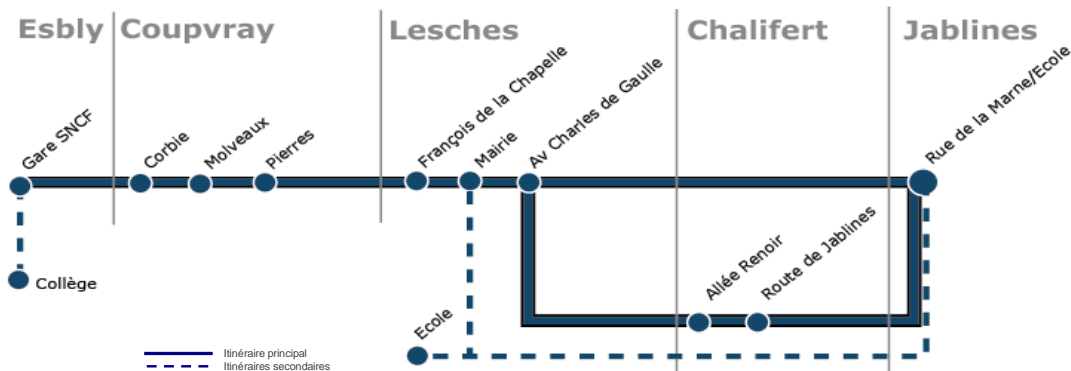 Esbly
Coupvray
Lesches
Chalifert
Jablines
Gare SNCF
Corbie
Molveaux
Pierres
François de la Chapelle
Mairie
Av Charles de Gaulle
Rue de la Marne/Ecole
Allée Renoir
Route de Jablines
Collège
Ecole
Itinéraire principal
Itinéraires secondaires